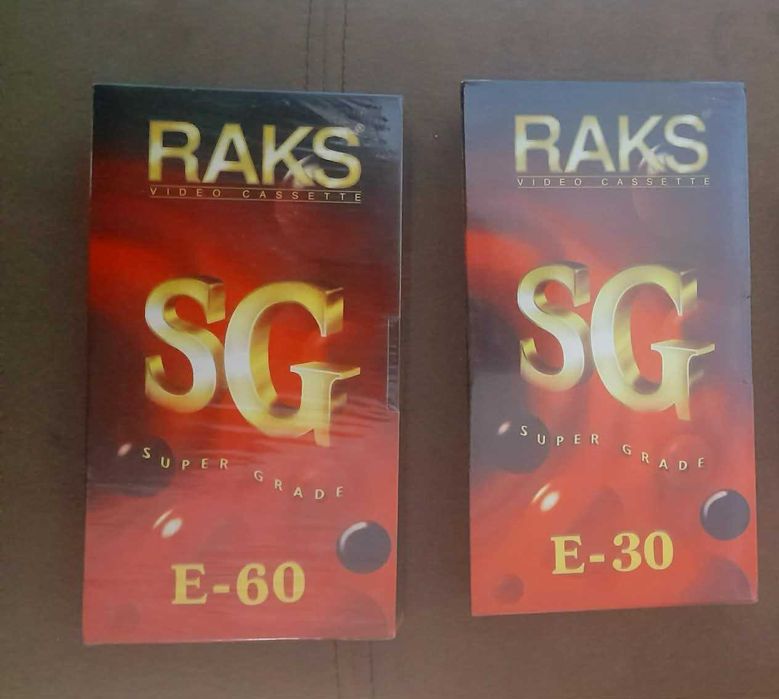 RAKS®
VIDEO CASSETTE
SG
SUPER GRADE
E-60
RAKS
VIDEO CASSETTE
SG
SUPER GRADE
E-30